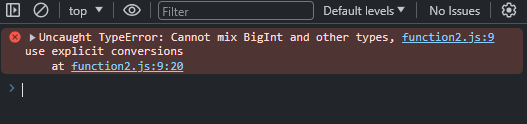 top Filter Default levels No Issues
Uncaught TypeError: Cannot mix BigInt and other types, function2.js:9
use explicit conversions
at function2.js:9:20